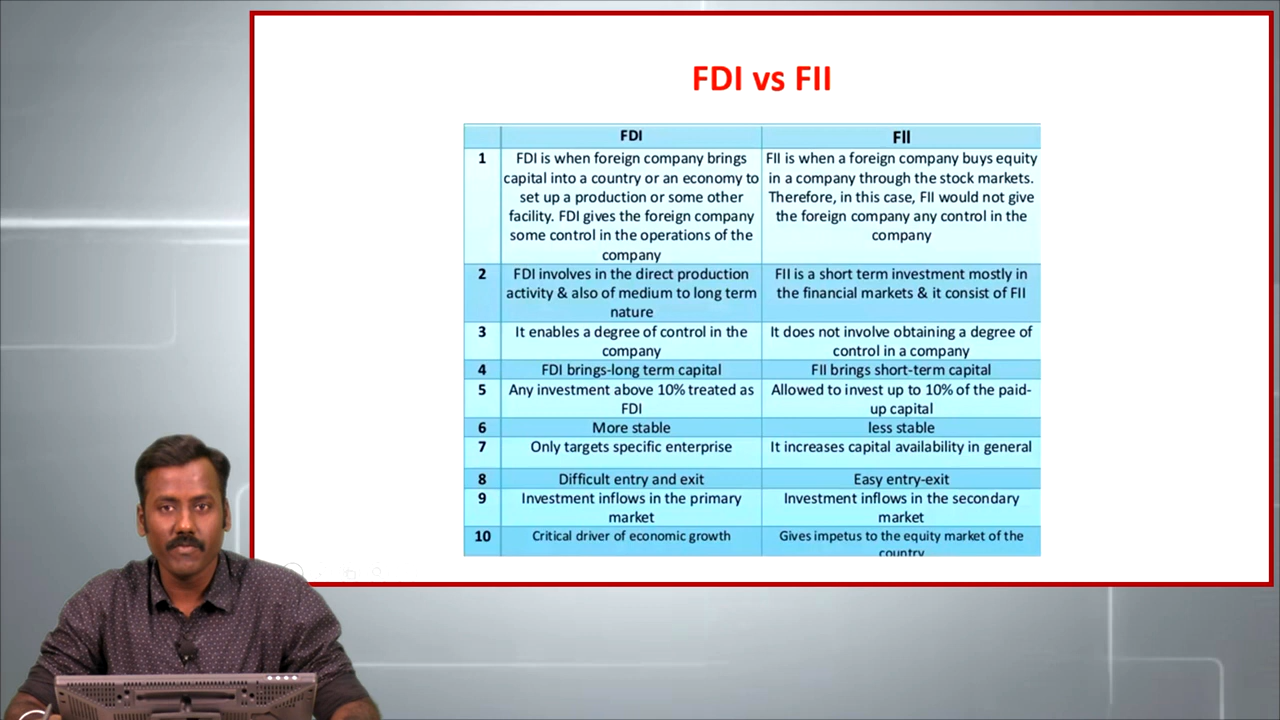 FDI vs FII
FDI
FII
1
FDI is when foreign company brings
capital into a country or an economy to
set up a production or some other
facility. FDI gives the foreign company
some control in the operations of the
company
FII is when a foreign company buys equity
in a company through the stock markets.
Therefore, in this case, FII would not give
the foreign company any control in the
company
2
FDI involves in the direct production
activity & also of medium to long term
nature
FII is a short term investment mostly in
the financial markets & it consist of FII
3
It enables a degree of control in the
company
It does not involve obtaining a degree of
control in a company
4
FDI brings-long term capital
FII brings short-term capital
5
Any investment above 10% treated as
FDI
Allowed to invest up to 10% of the paid-
up capital
6
More stable
less stable
7
Only targets specific enterprise
It increases capital availability in general
8
Difficult entry and exit
Easy entry-exit
9
Investment inflows in the primary
market
Investment inflows in the secondary
market
10
Critical driver of economic growth
Gives impetus to the equity market of the
country